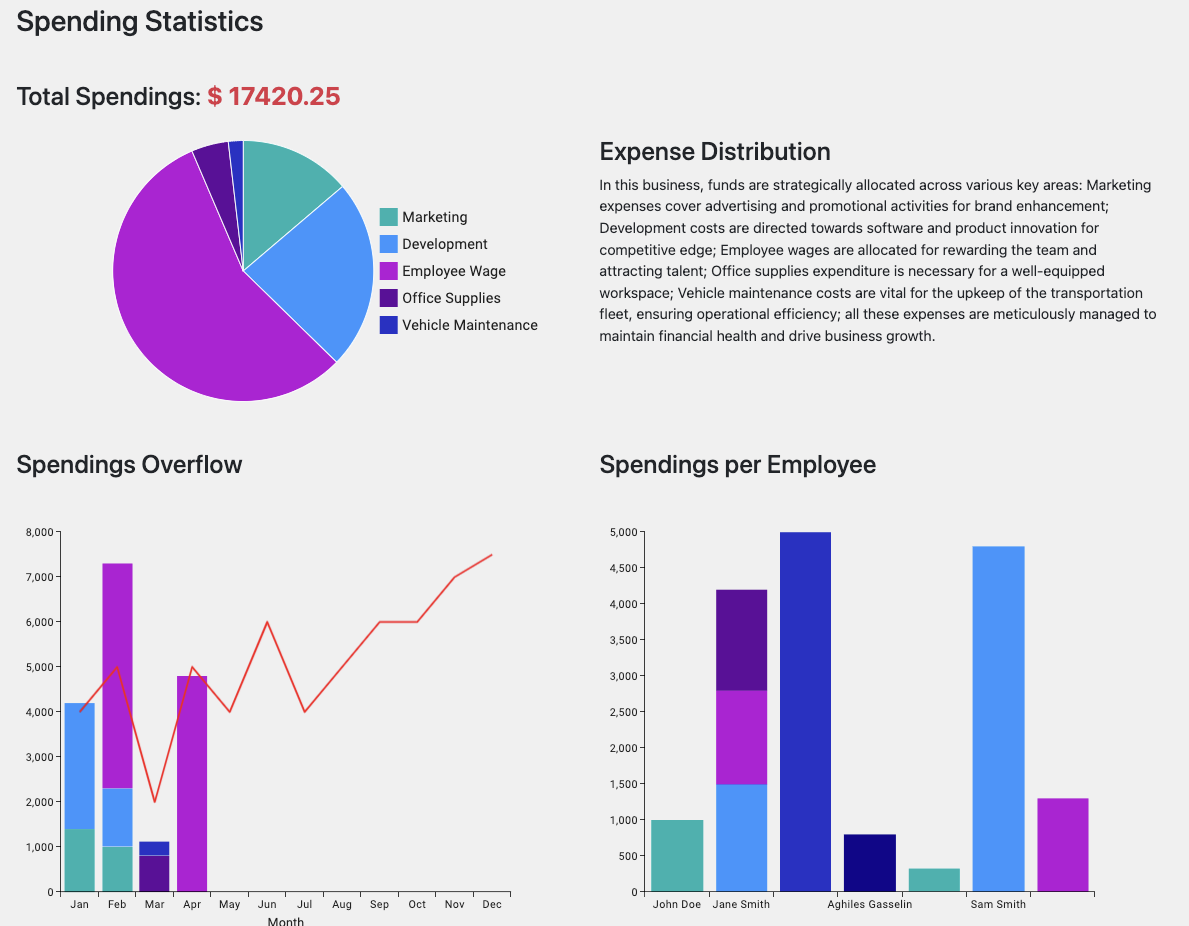 Spending Statistics
Total Spendings: $ 17420.25
Marketing
Development
Employee Wage
Office Supplies
Vehicle Maintenance
Expense Distribution
In this business, funds are strategically allocated across various key areas: Marketing
expenses cover advertising and promotional activities for brand enhancement;
Development costs are directed towards software and product innovation for
competitive edge; Employee wages are allocated for rewarding the team and
attracting talent; Office supplies expenditure is necessary for a well-equipped
workspace; Vehicle maintenance costs are vital for the upkeep of the transportation
fleet, ensuring operational efficiency; all these expenses are meticulously managed to
maintain financial health and drive business growth.
Spendings Overflow
8,000
7,000
6,000
5,000
4,000
3,000
2,000
1,000
0
Jan Feb Mar Apr May Jun Jul Aug Sep Oct Nov Dec
Month
Spendings per Employee
5,000
4,500
4,000
3,500
3,000
2,500
2,000
1,500
1,000
500
0
John Doe Jane Smith Aghiles Gasselin Sam Smith